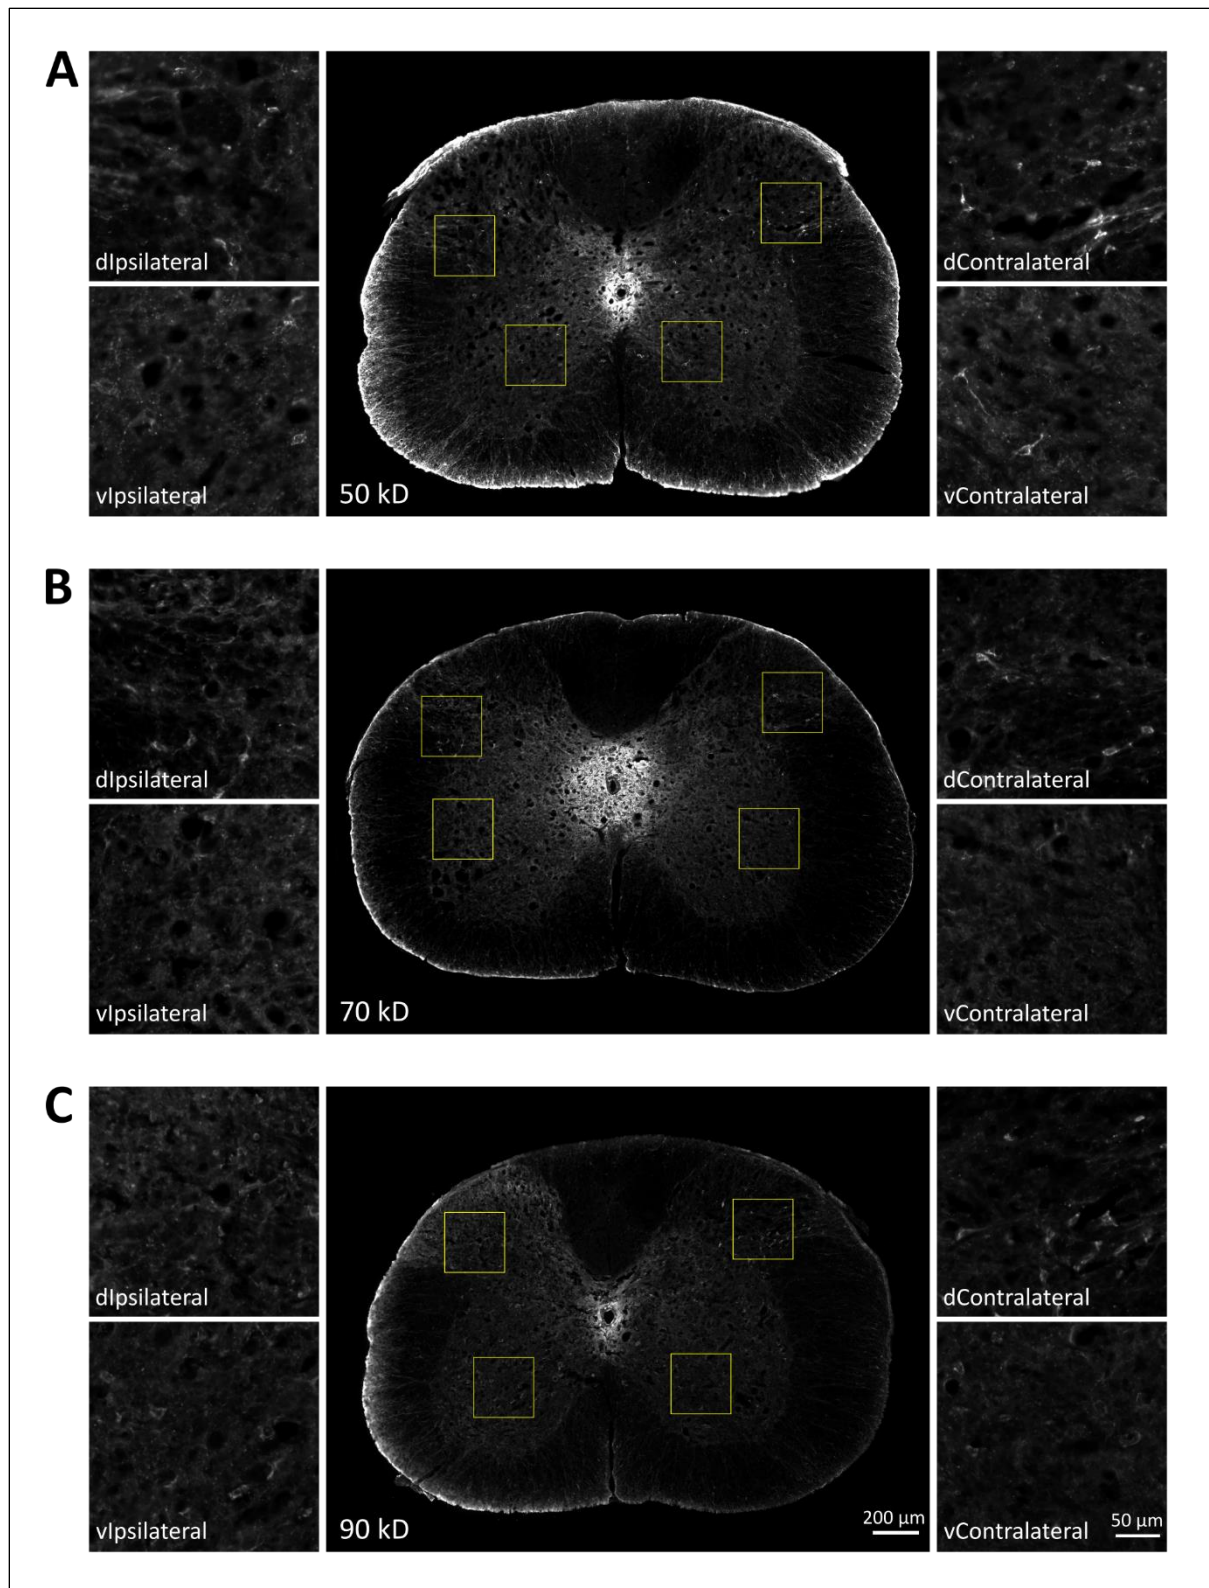 A
dIpsilateral
vIpsilateral
50 kD
dContralateral
vContralateral
B
dIpsilateral
vIpsilateral
70 kD
dContralateral
vContralateral
C
dIpsilateral
vIpsilateral
90 kD
200 µm
dContralateral
vContralateral
50 µm